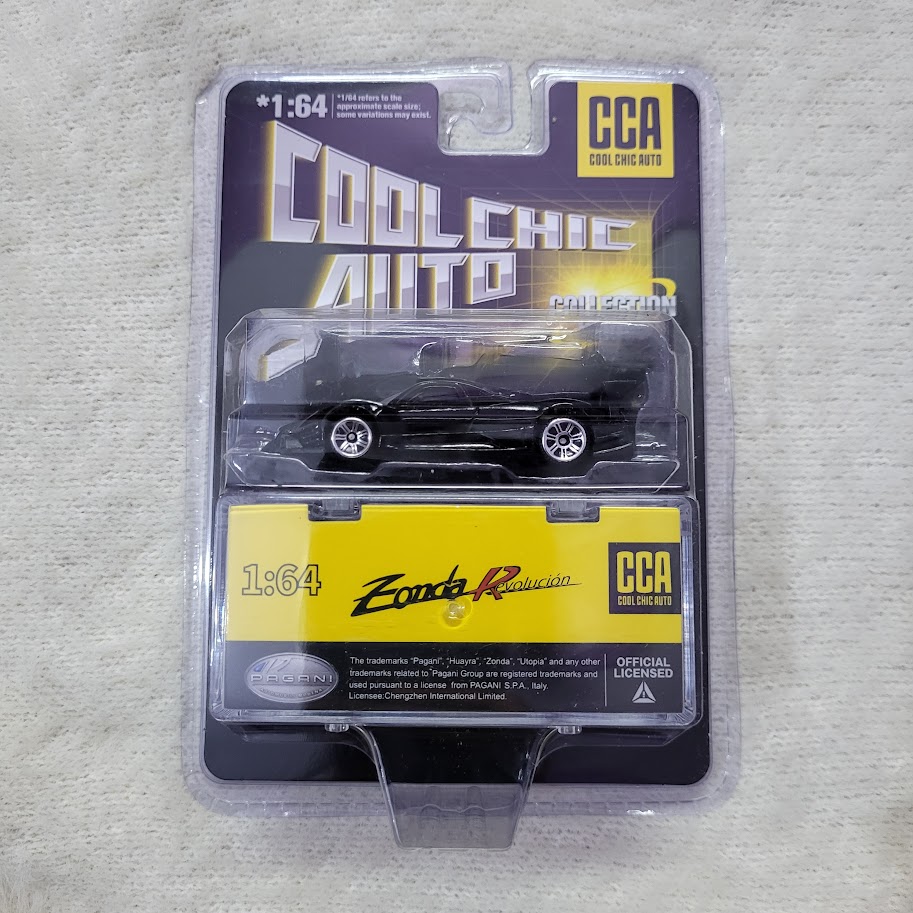 *1:64
*1/64 refers to the
approximate scale size;
some variations may exist.
CCA
COOL CHIC AUTO
COOL CHIC
AUTO
COLLECTION
1:64
Zonda Revolución
CCA
COOL CHIC AUTO
PAGANI
The trademarks "Pagani", "Huayra", "Zonda", "Utopia" and any other
trademarks related to Pagani Group are registered trademarks and
used pursuant to a license from PAGANI S.P.A., Italy.
Licensee:Chengzhen International Limited.
OFFICIAL
LICENSED